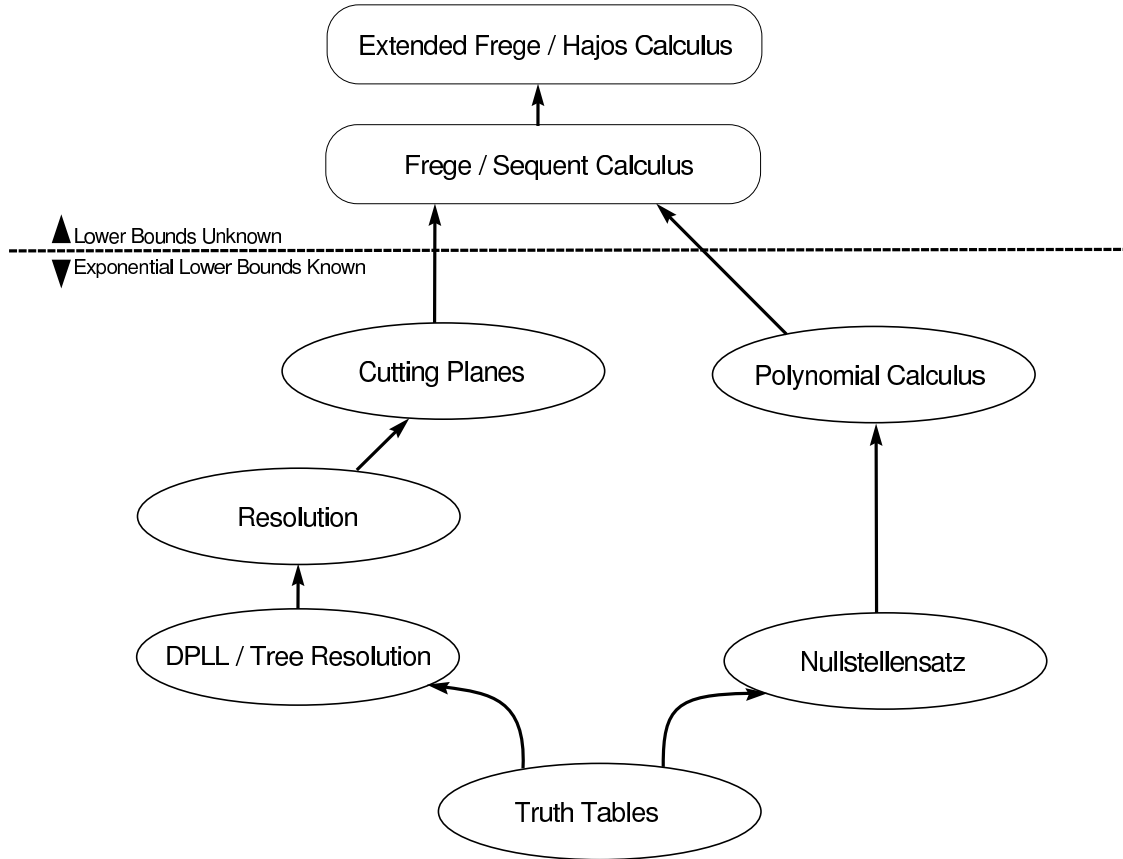 Extended Frege / Hajos Calculus
Frege / Sequent Calculus
Lower Bounds Unknown
Exponential Lower Bounds Known
Cutting Planes
Polynomial Calculus
Resolution
DPLL / Tree Resolution
Nullstellensatz
Truth Tables